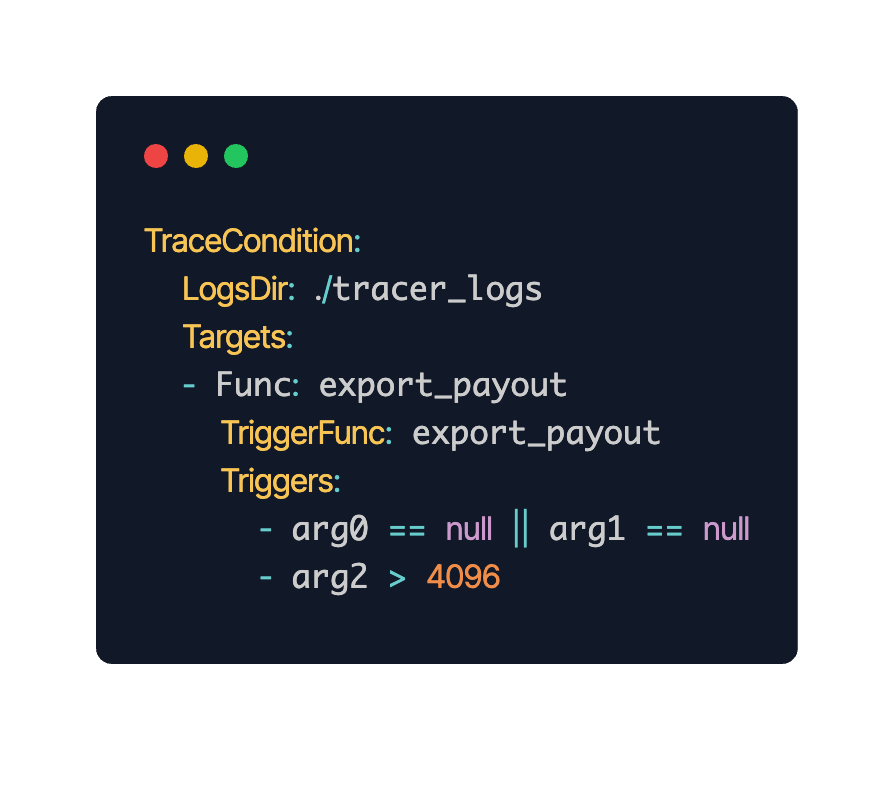 TraceCondition:
  LogsDir: ./tracer_logs
  Targets:
  - Func: export_payout
    TriggerFunc: export_payout
    Triggers:
      - arg0 == null || arg1 == null
      - arg2 > 4096